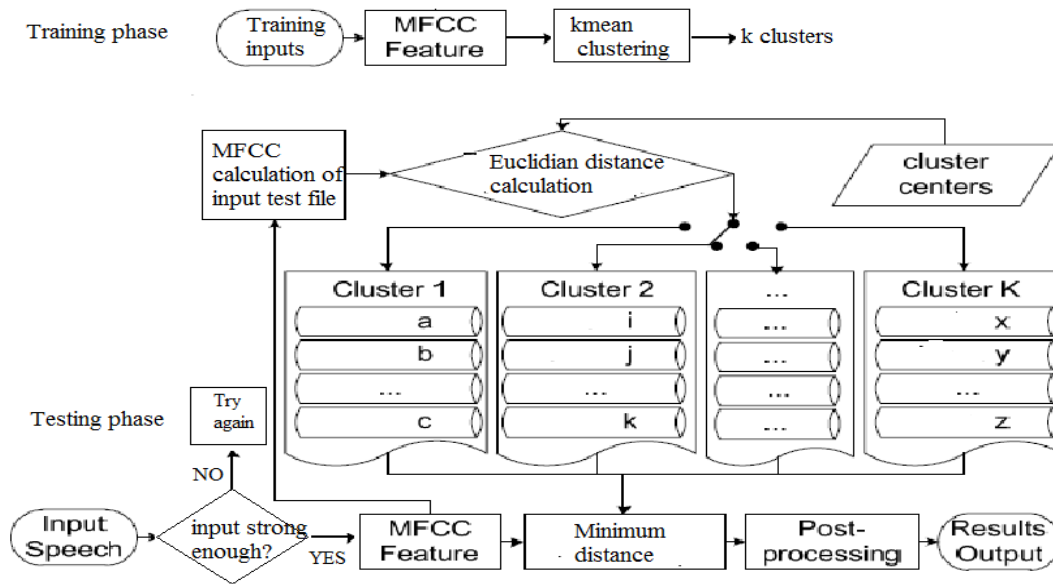 Training phase
Training
inputs
MFCC
Feature
kmean
clustering
k clusters
MFCC
calculation of
input test file
Euclidian distance
calculation
cluster
centers
Cluster 1
a
b
...
c
Cluster 2
i
j
...
k
...
...
...
...
...
Cluster K
x
y
...
z
Testing phase
Try
again
NO
Input
Speech
input strong
enough?
YES
MFCC
Feature
Minimum
distance
Post-
processing
Results
Output